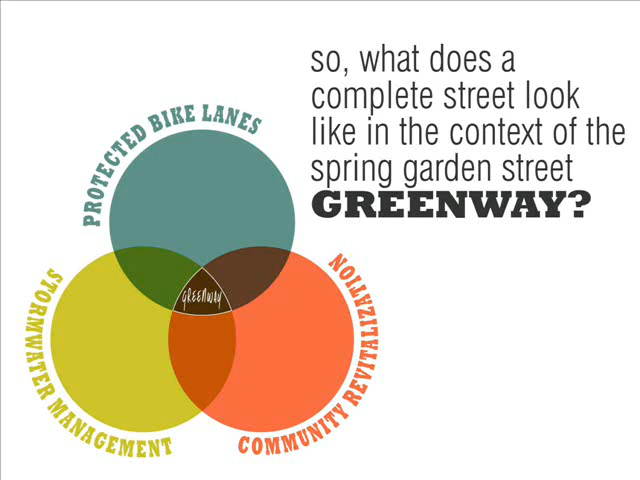 so, what does a
complete street look
like in the context of the
spring garden street
GREENWAY?
PROTECTED BIKE LANES
STORMWATER MANAGEMENT
GREENWAY
COMMUNITY REVITALIZATION